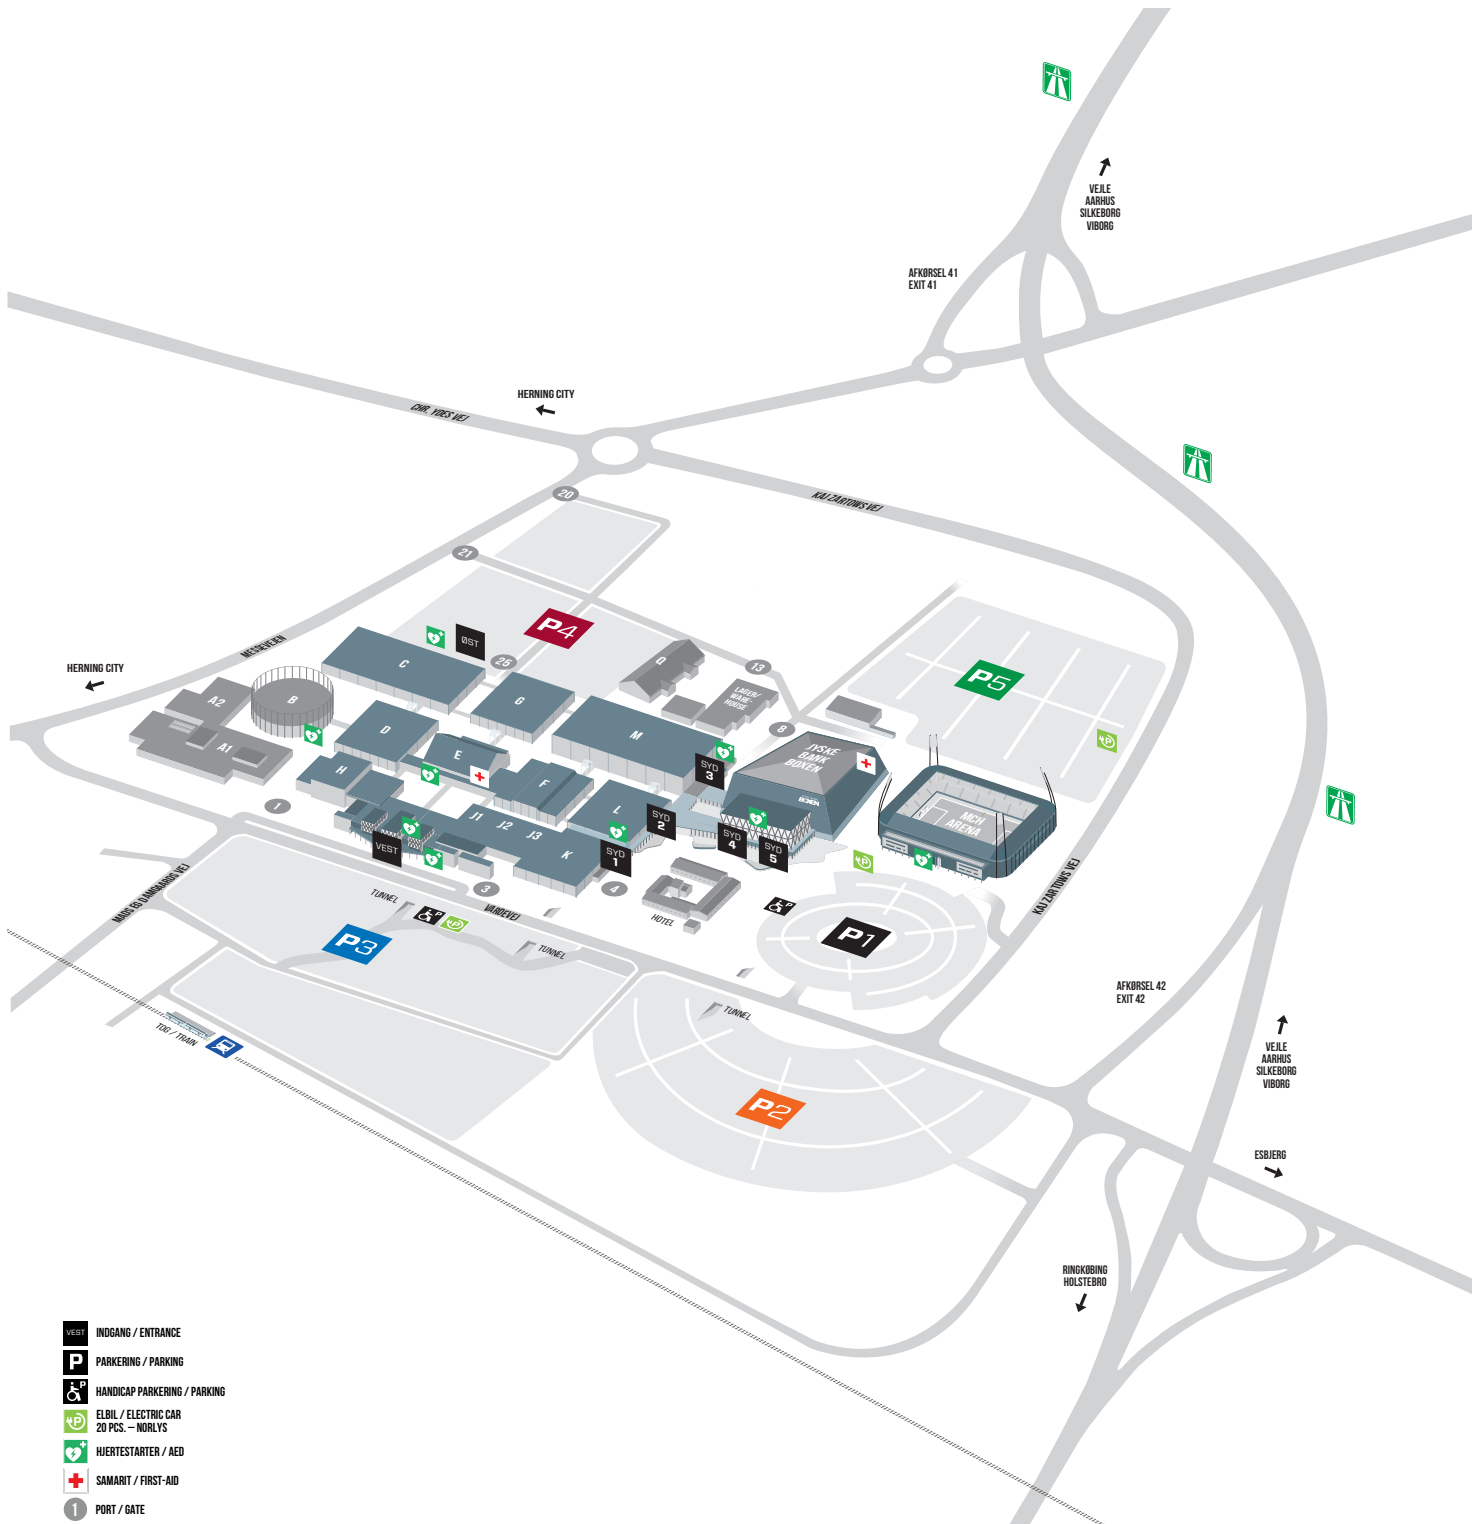 VEJLE
AARHUS
SILKEBORG
VIBORG
AFKØRSEL 41
EXIT 41
HERNING CITY
CHR. YDES VEJ
KAJ ZARTOWS VEJ
20
21
MESSEVEJEN
HERNING CITY
P4
ØST
25
13
P5
C
Q
LAGER/
WARE-
HOUSE
A2
B
G
8
D
M
A1
E
JYSKE
BANK
BOXEN
BOXEN
H
F
SYD
3
1
J1
J2
J3
L
SYD
2
MCH
ARENA
VEST
K
SYD
1
SYD
4
SYD
5
3
4
KAJ ZARTOWS VEJ
MADS EG DAMGAARDS VEJ
TUNNEL
VARDEVEJ
HOTEL
P
P
P
P3
TUNNEL
P1
TUNNEL
TOG / TRAIN
AFKØRSEL 42
EXIT 42
VEJLE
AARHUS
SILKEBORG
VIBORG
P2
ESBJERG
RINGKØBING
HOLSTEBRO
VEST INDGANG / ENTRANCE
P PARKERING / PARKING
P HANDICAP PARKERING / PARKING
P ELBIL / ELECTRIC CAR
20 PCS. – NORLYS
HJERTESTARTER / AED
SAMARIT / FIRST-AID
1 PORT / GATE